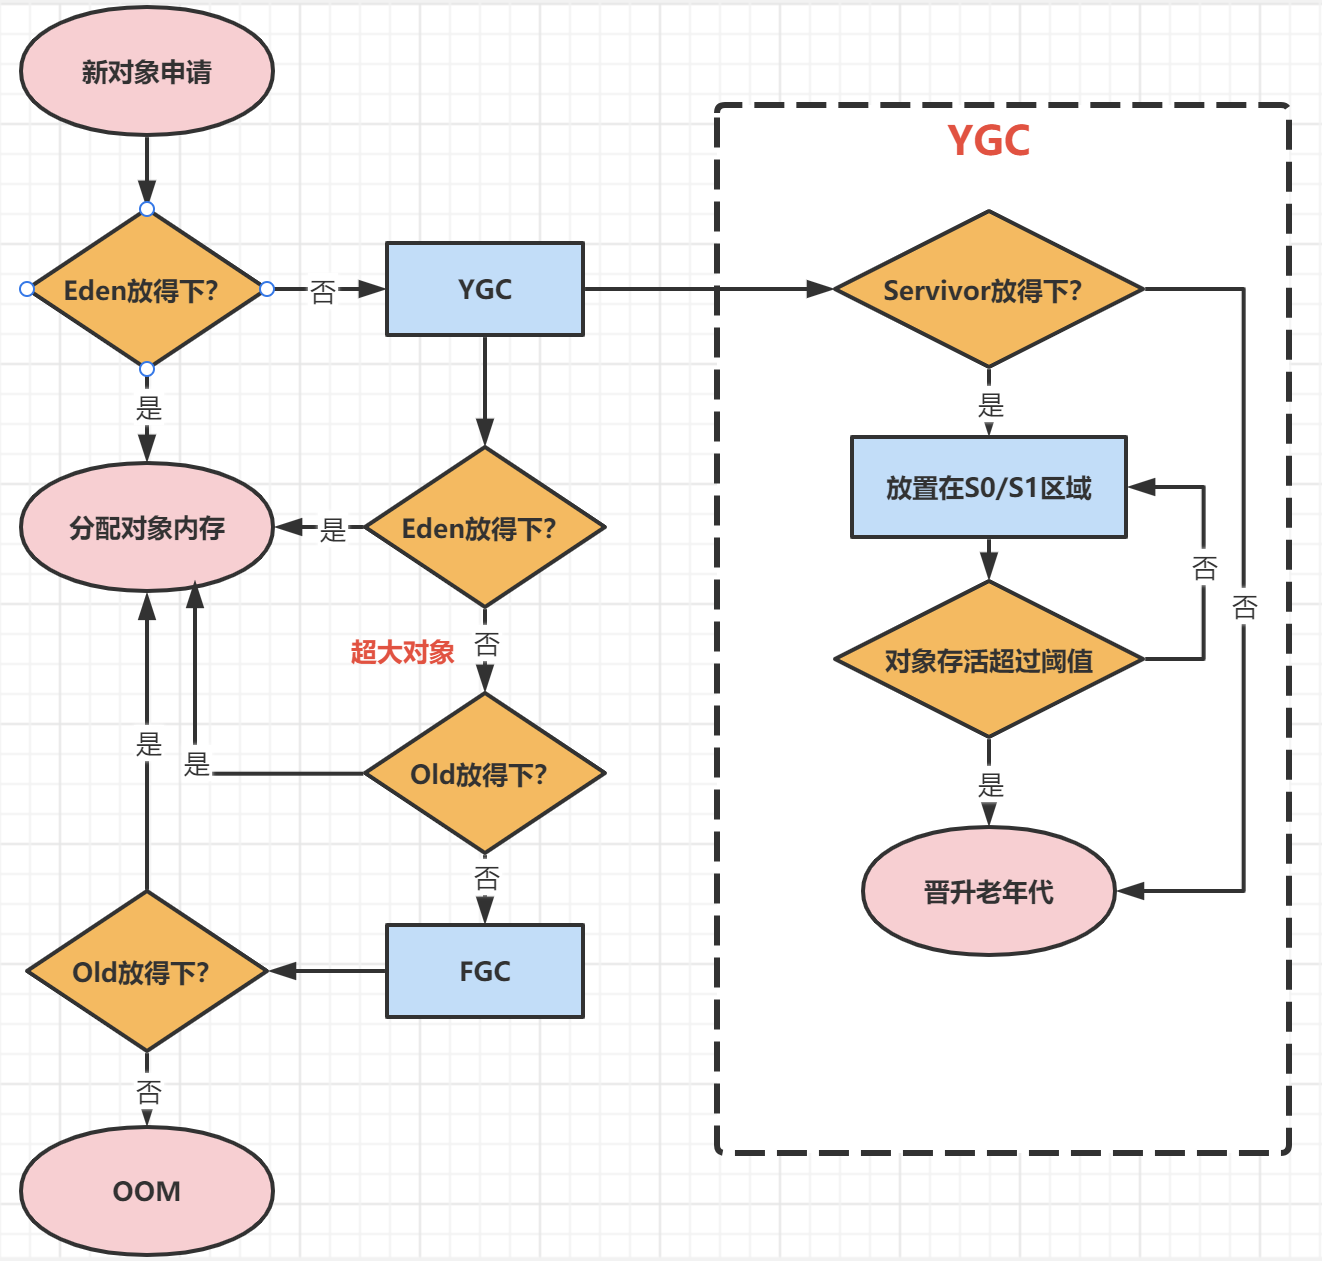 新对象申请
Eden放得下？
否
YGC
是
分配对象内存
是
Eden放得下？
超大对象
否
是
是
Old放得下？
否
Old放得下？
FGC
否
OOM
YGC
Servivor放得下？
是
放置在S0/S1区域
否
否
对象存活超过阈值
是
晋升老年代